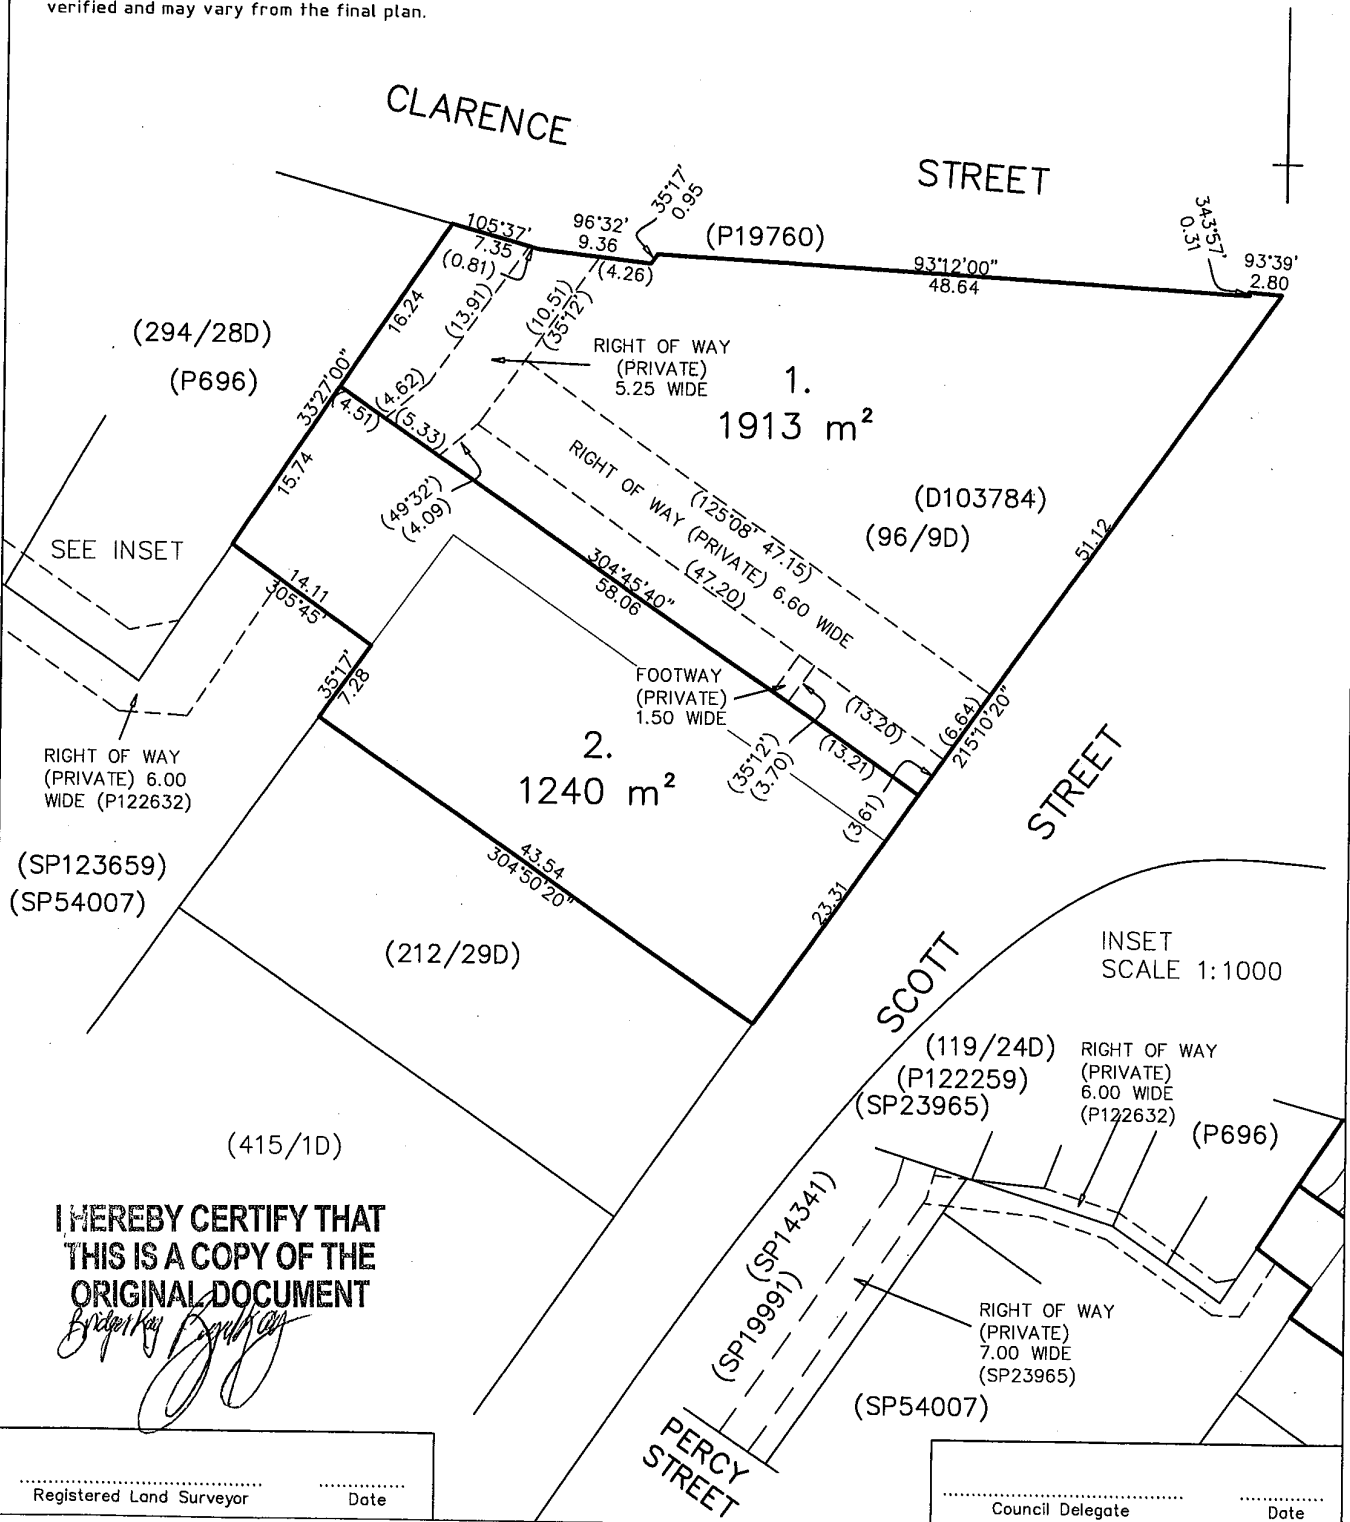 verified and may vary from the final plan.
CLARENCE
STREET
35°17'
0.95
343°57'
0.31
105°37'
7.35
(0.81)
96°32'
9.36
(4.26)
(P19760)
93°12'00"
48.64
93°39'
2.80
16.24
(13.91)
(10.51)
(35°12')
(294/28D)
(P696)
RIGHT OF WAY
(PRIVATE)
5.25 WIDE
1.
1913 m²
33°27'00"
(4.51)
(4.62)
(5.33)
15.74
(49°32')
(4.09)
RIGHT OF WAY (PRIVATE) 6.60 WIDE
(125°08' 47.15)
(47.20)
(D103784)
(96/9D)
51.12
SEE INSET
14.11
305°45'
304°45'40"
58.06
35°17'
7.28
FOOTWAY
(PRIVATE)
1.50 WIDE
(13.20)
(13.21)
(6.64)
215°10'20"
(35°12')
(3.70)
(3.61)
RIGHT OF WAY
(PRIVATE) 6.00
WIDE (P122632)
2.
1240 m²
STREET
(SP123659)
(SP54007)
43.54
304°50'20"
23.31
(212/29D)
SCOTT
INSET
SCALE 1:1000
(119/24D)
(P122259)
(SP23965)
RIGHT OF WAY
(PRIVATE)
6.00 WIDE
(P122632)
(P696)
(415/1D)
I HEREBY CERTIFY THAT
THIS IS A COPY OF THE
ORIGINAL DOCUMENT
(SP14341)
(SP19991)
RIGHT OF WAY
(PRIVATE)
7.00 WIDE
(SP23965)
(SP54007)
PERCY
STREET
Registered Land Surveyor
Date
Council Delegate
Date